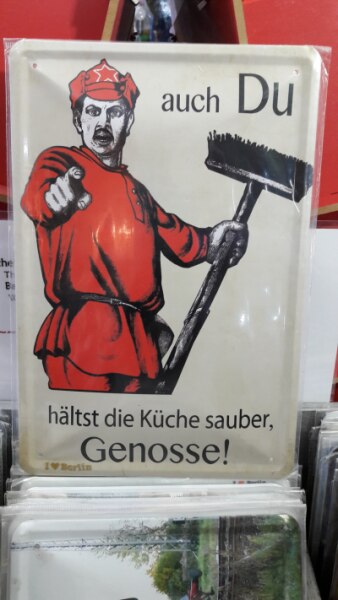 auch Du
hältst die Küche sauber,
Genosse!
I ♥ Berlin